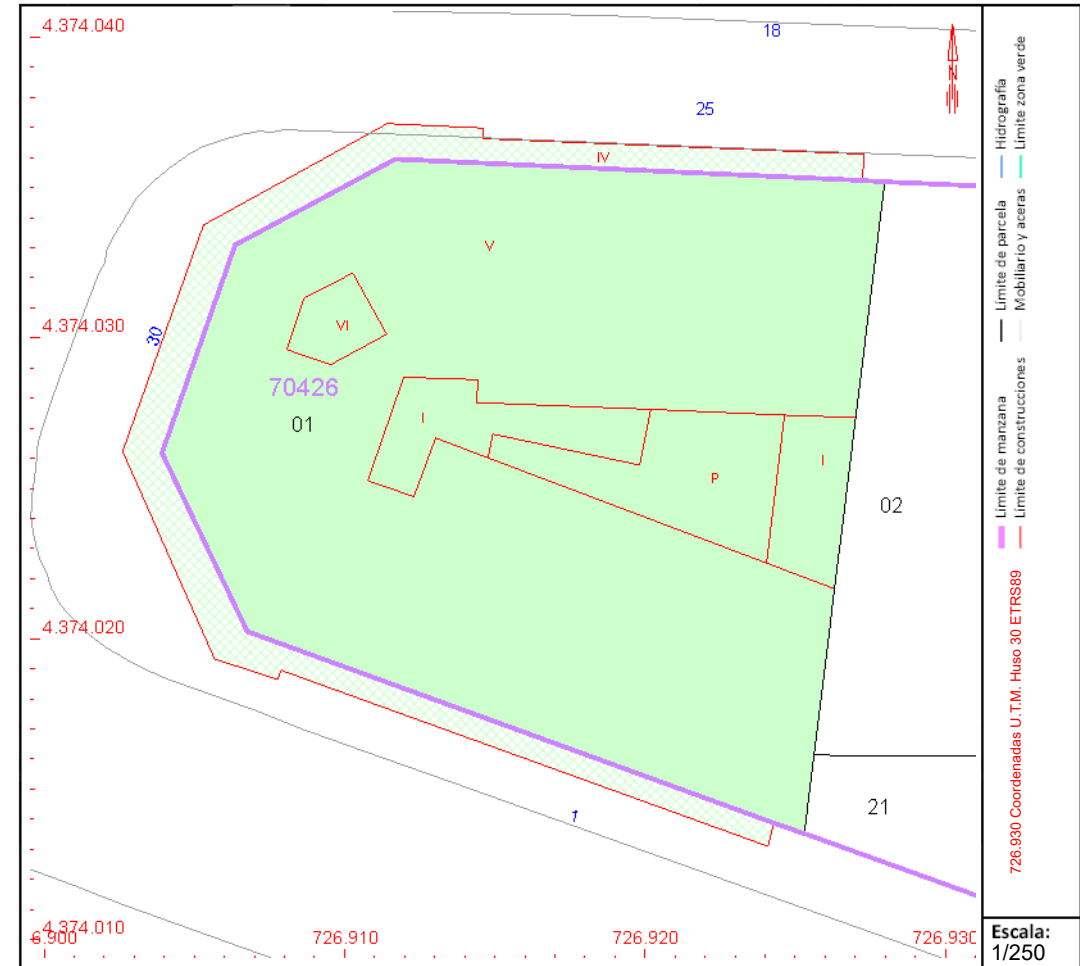 4.374.040
18
25
N
IV
V
4.374.030
30
VI
70426
01
I
P
I
02
4.374.020
1
21
4.374.010
6.900
726.910
726.920
726.930
Hidrografía
Límite zona verde
Límite de parcela
Mobiliario y aceras
Límite de manzana
Límite de construcciones
726.930 Coordenadas U.T.M. Huso 30 ETRS89
Escala:
1/250